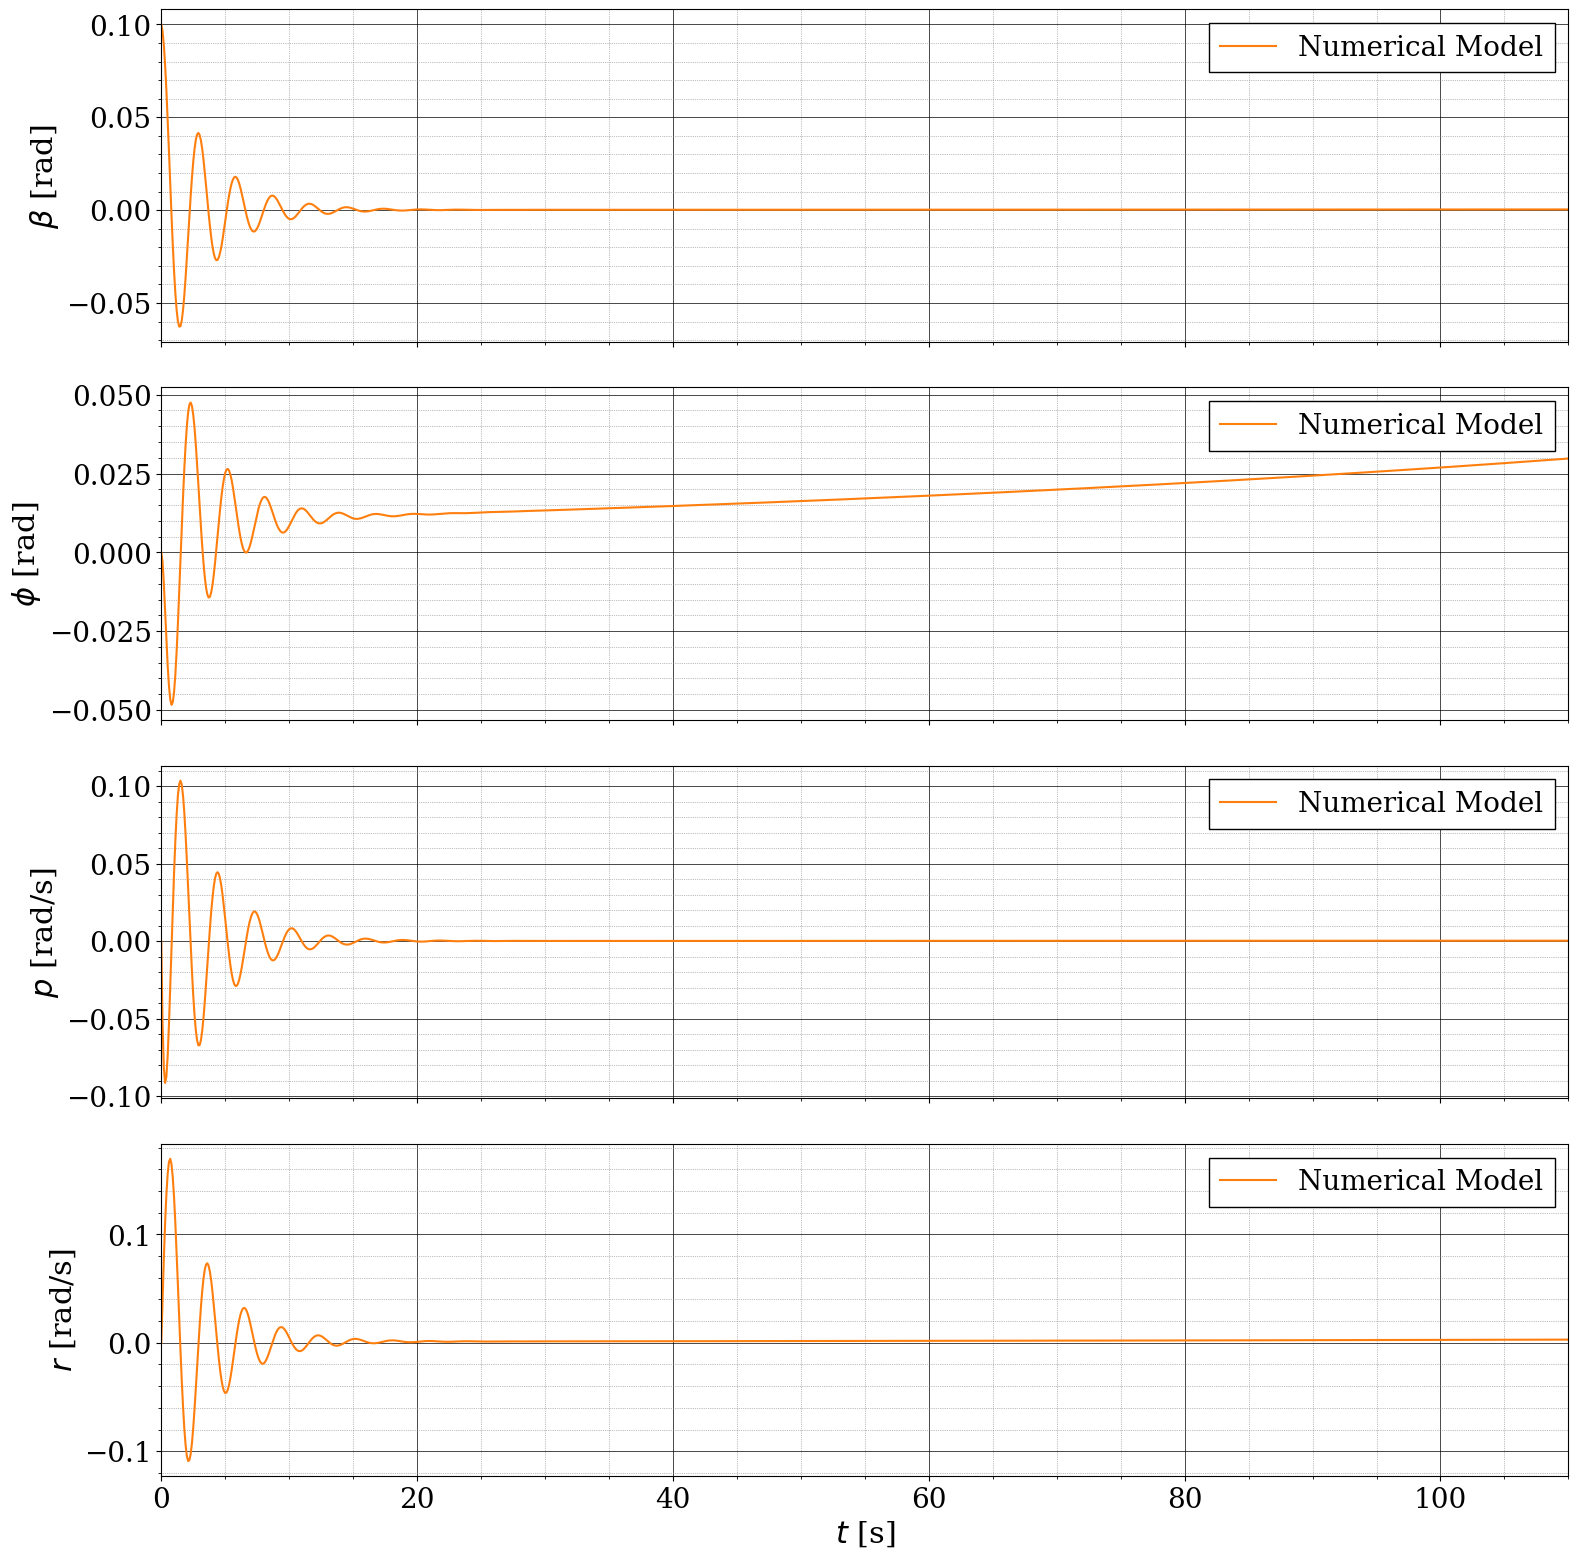 β [rad]
0.10
0.05
0.00
−0.05
Numerical Model
ϕ [rad]
0.050
0.025
0.000
−0.025
−0.050
Numerical Model
p [rad/s]
0.10
0.05
0.00
−0.05
−0.10
Numerical Model
r [rad/s]
0.1
0.0
−0.1
Numerical Model
0 20 40 60 80 100
t [s]